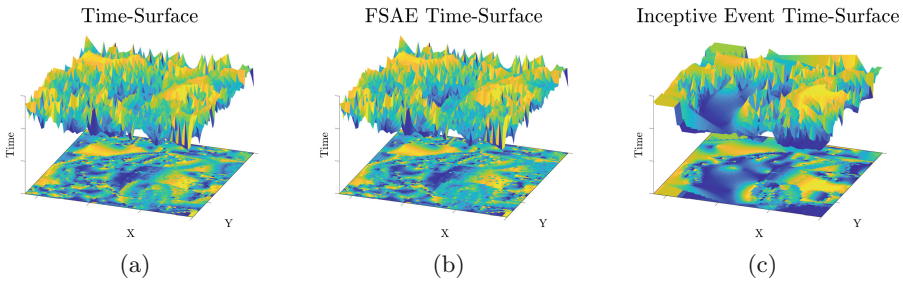 Time-Surface
FSAE Time-Surface
Inceptive Event Time-Surface
Time
X
Y
Time
X
Y
Time
X
Y
(a)
(b)
(c)